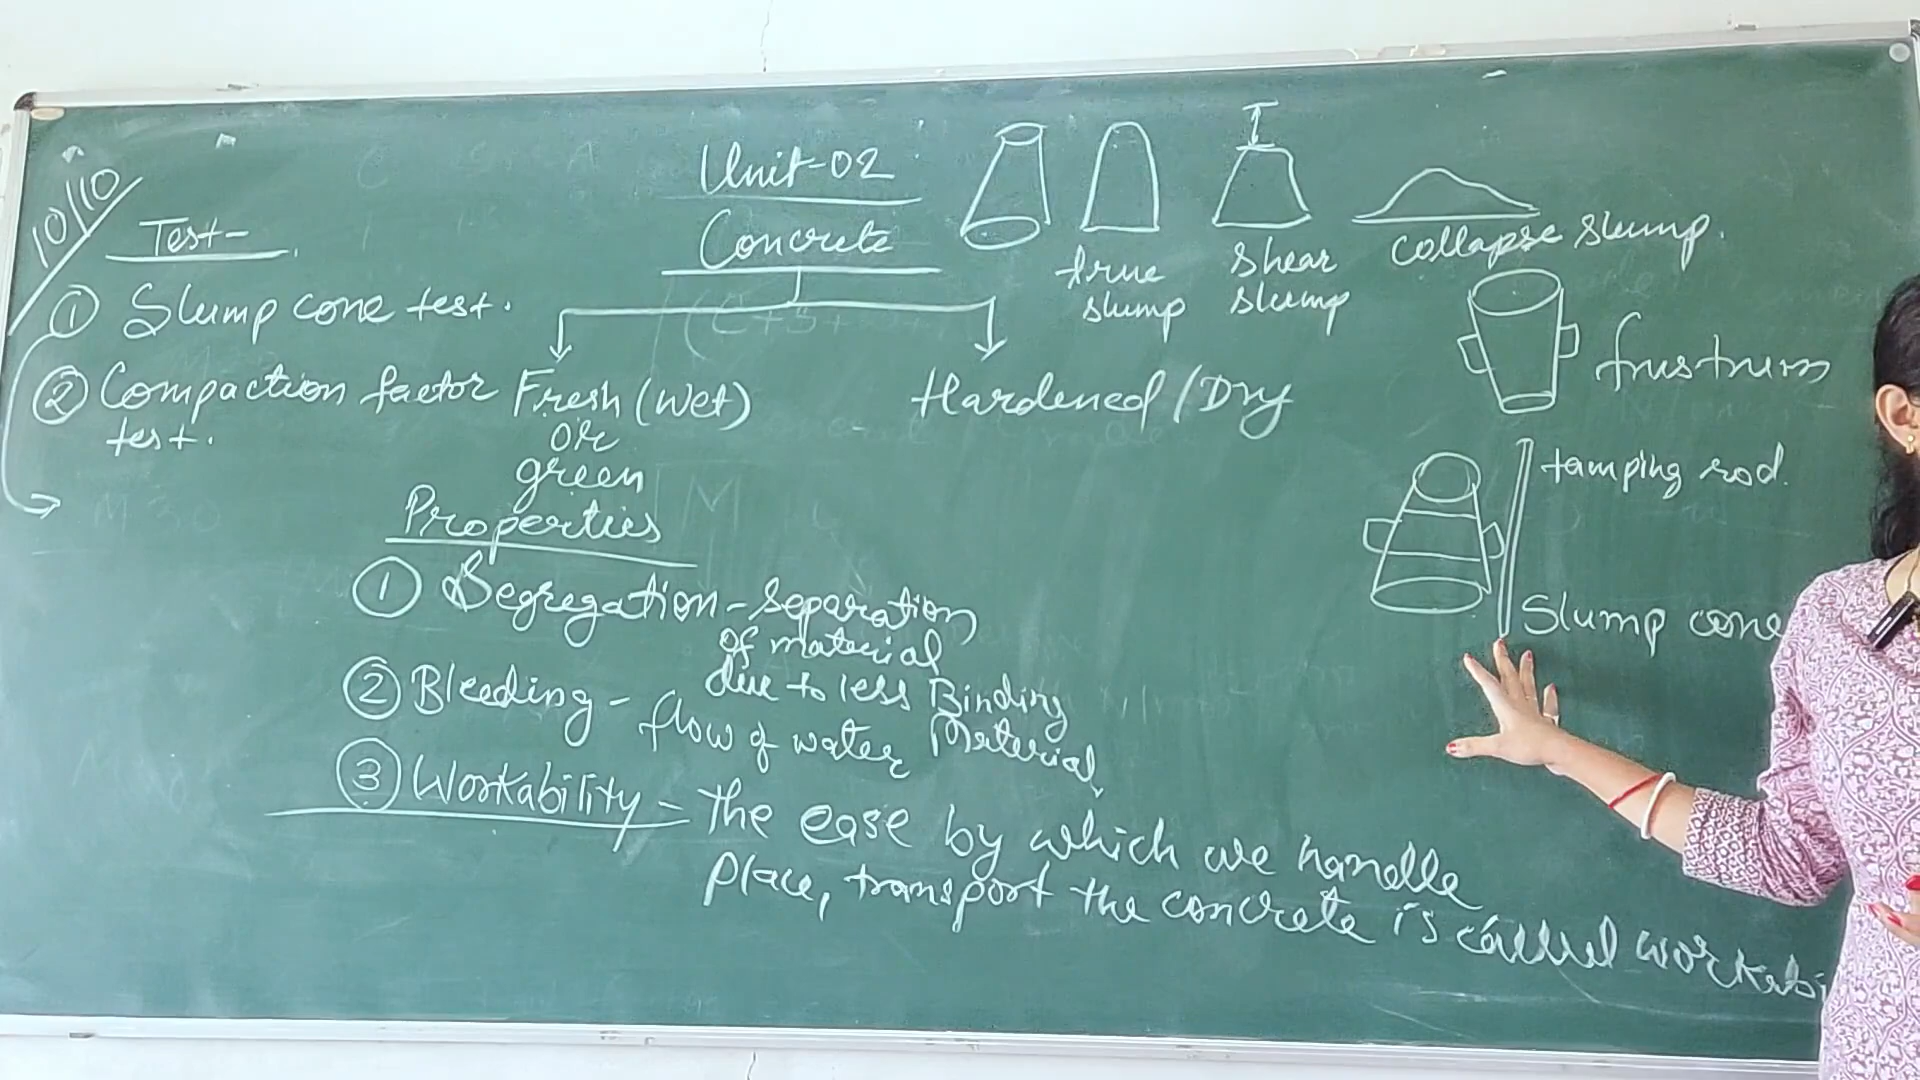 10/10
Test-
① Slump cone test.
② Compaction factor
test.
Unit-02
Concrete
Fresh (Wet)
or
green
Hardened/Dry
Properties
① Segregation - separation
of material
due to less Binding
Material
② Bleeding - flow of water
③ Workability - The ease by which we handle
place, transport the concrete is called workabi
true
slump
shear
slump
collapse slump.
frustrum
tamping rod.
Slump cone